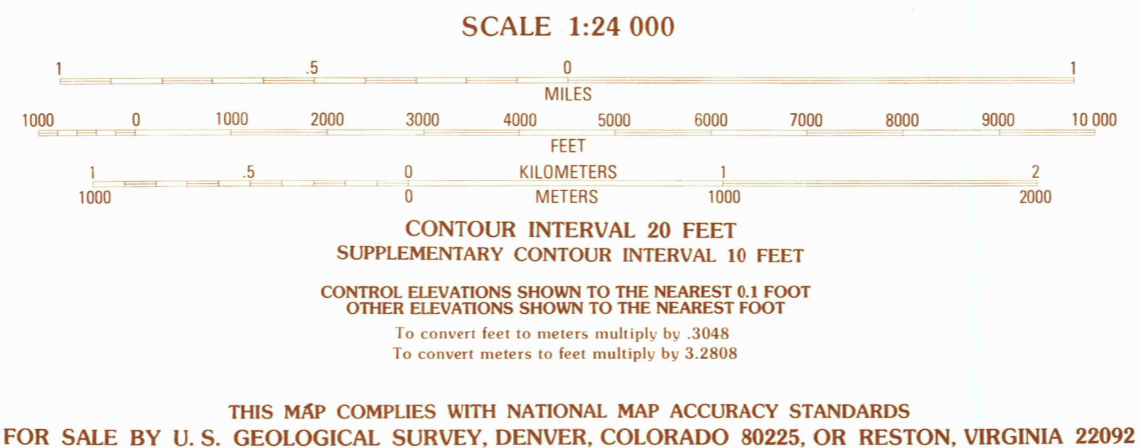 SCALE 1:24 000
1 .5 0 1
MILES
1000 0 1000 2000 3000 4000 5000 6000 7000 8000 9000 10 000
FEET
1 .5 0 KILOMETERS 1 2
1000 0 METERS 1000 2000
CONTOUR INTERVAL 20 FEET
SUPPLEMENTARY CONTOUR INTERVAL 10 FEET
CONTROL ELEVATIONS SHOWN TO THE NEAREST 0.1 FOOT
OTHER ELEVATIONS SHOWN TO THE NEAREST FOOT
To convert feet to meters multiply by .3048
To convert meters to feet multiply by 3.2808
THIS MAP COMPLIES WITH NATIONAL MAP ACCURACY STANDARDS
FOR SALE BY U. S. GEOLOGICAL SURVEY, DENVER, COLORADO 80225, OR RESTON, VIRGINIA 22092